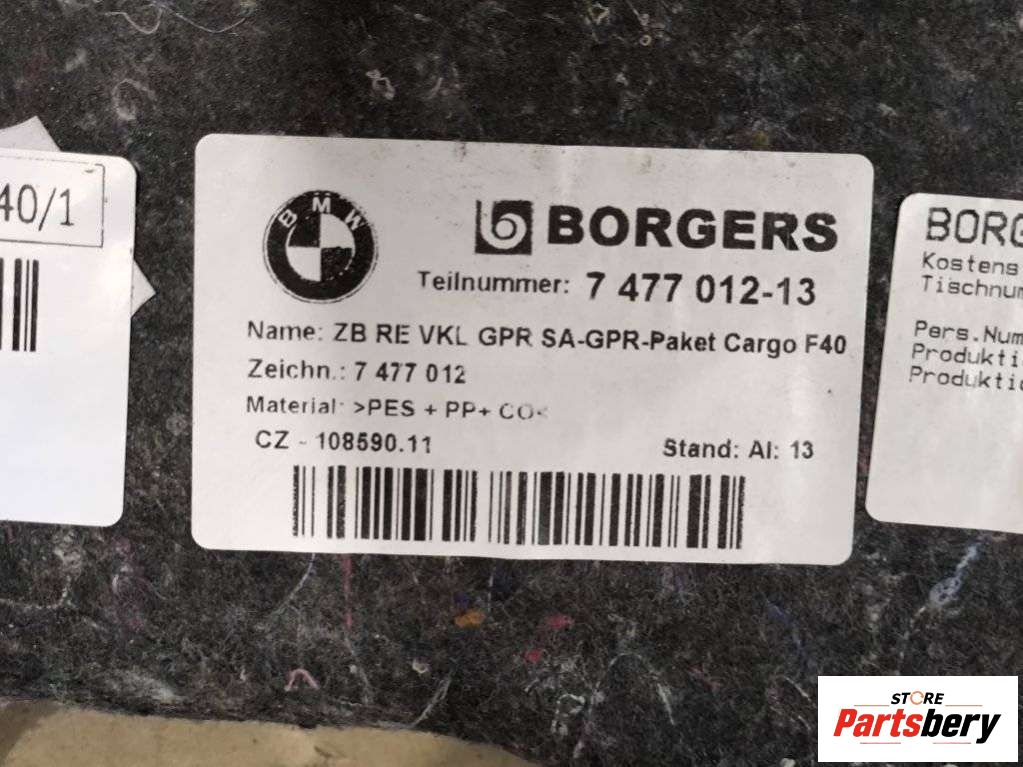 40/1
BMW
BORGERS
Teilnummer: 7 477 012-13
Name: ZB RE VKL GPR SA-GPR-Paket Cargo F40
Zeichn.: 7 477 012
Material: >PES + PP+ CO<
CZ - 108590.11 Stand: AI: 13
BORG
Kostens
Tischnum
Pers.Num
Produktio
Produktio
STORE
Partsbery